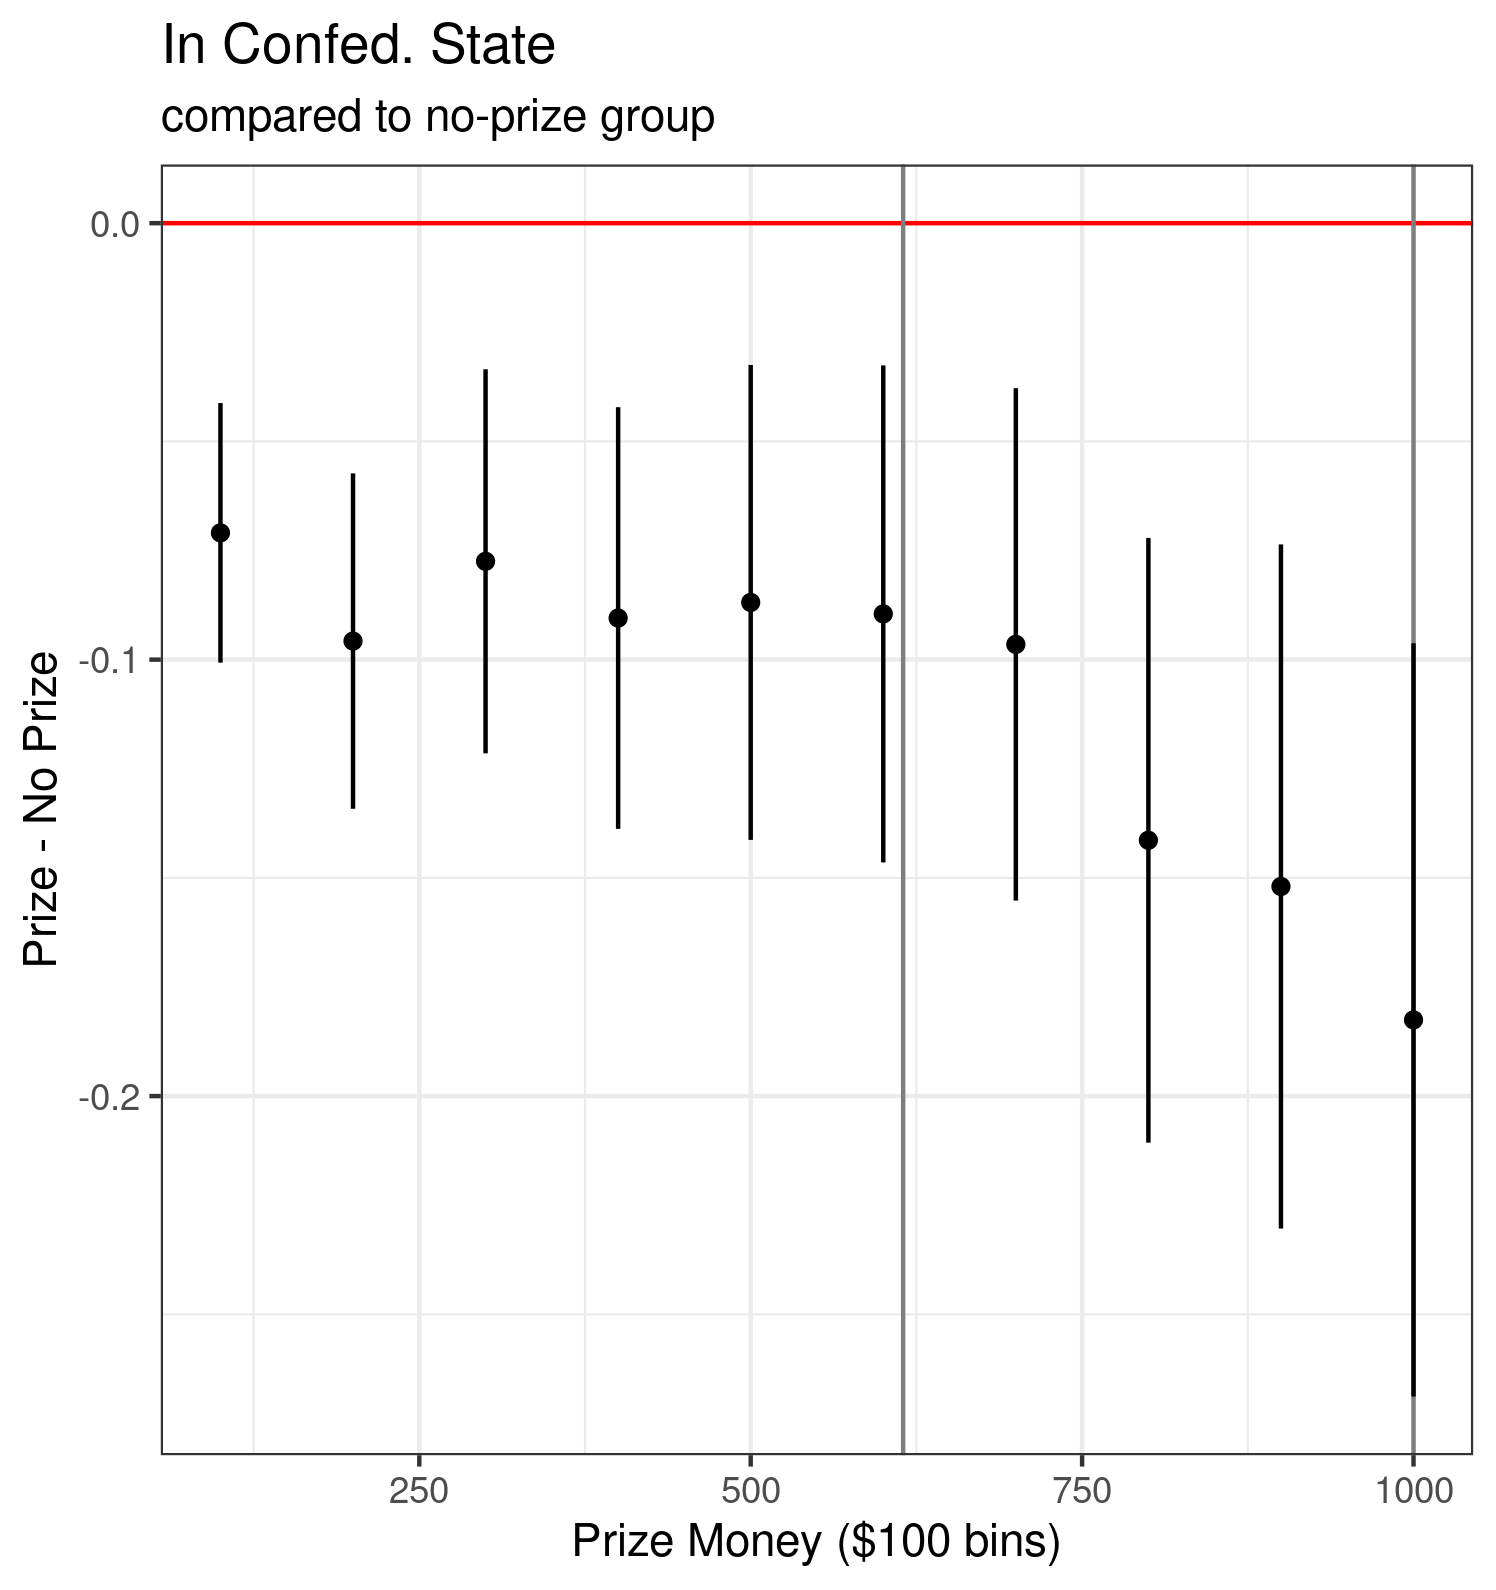 In Confed. State
compared to no-prize group
Prize - No Prize
0.0
-0.1
-0.2
250 500 750 1000
Prize Money ($100 bins)